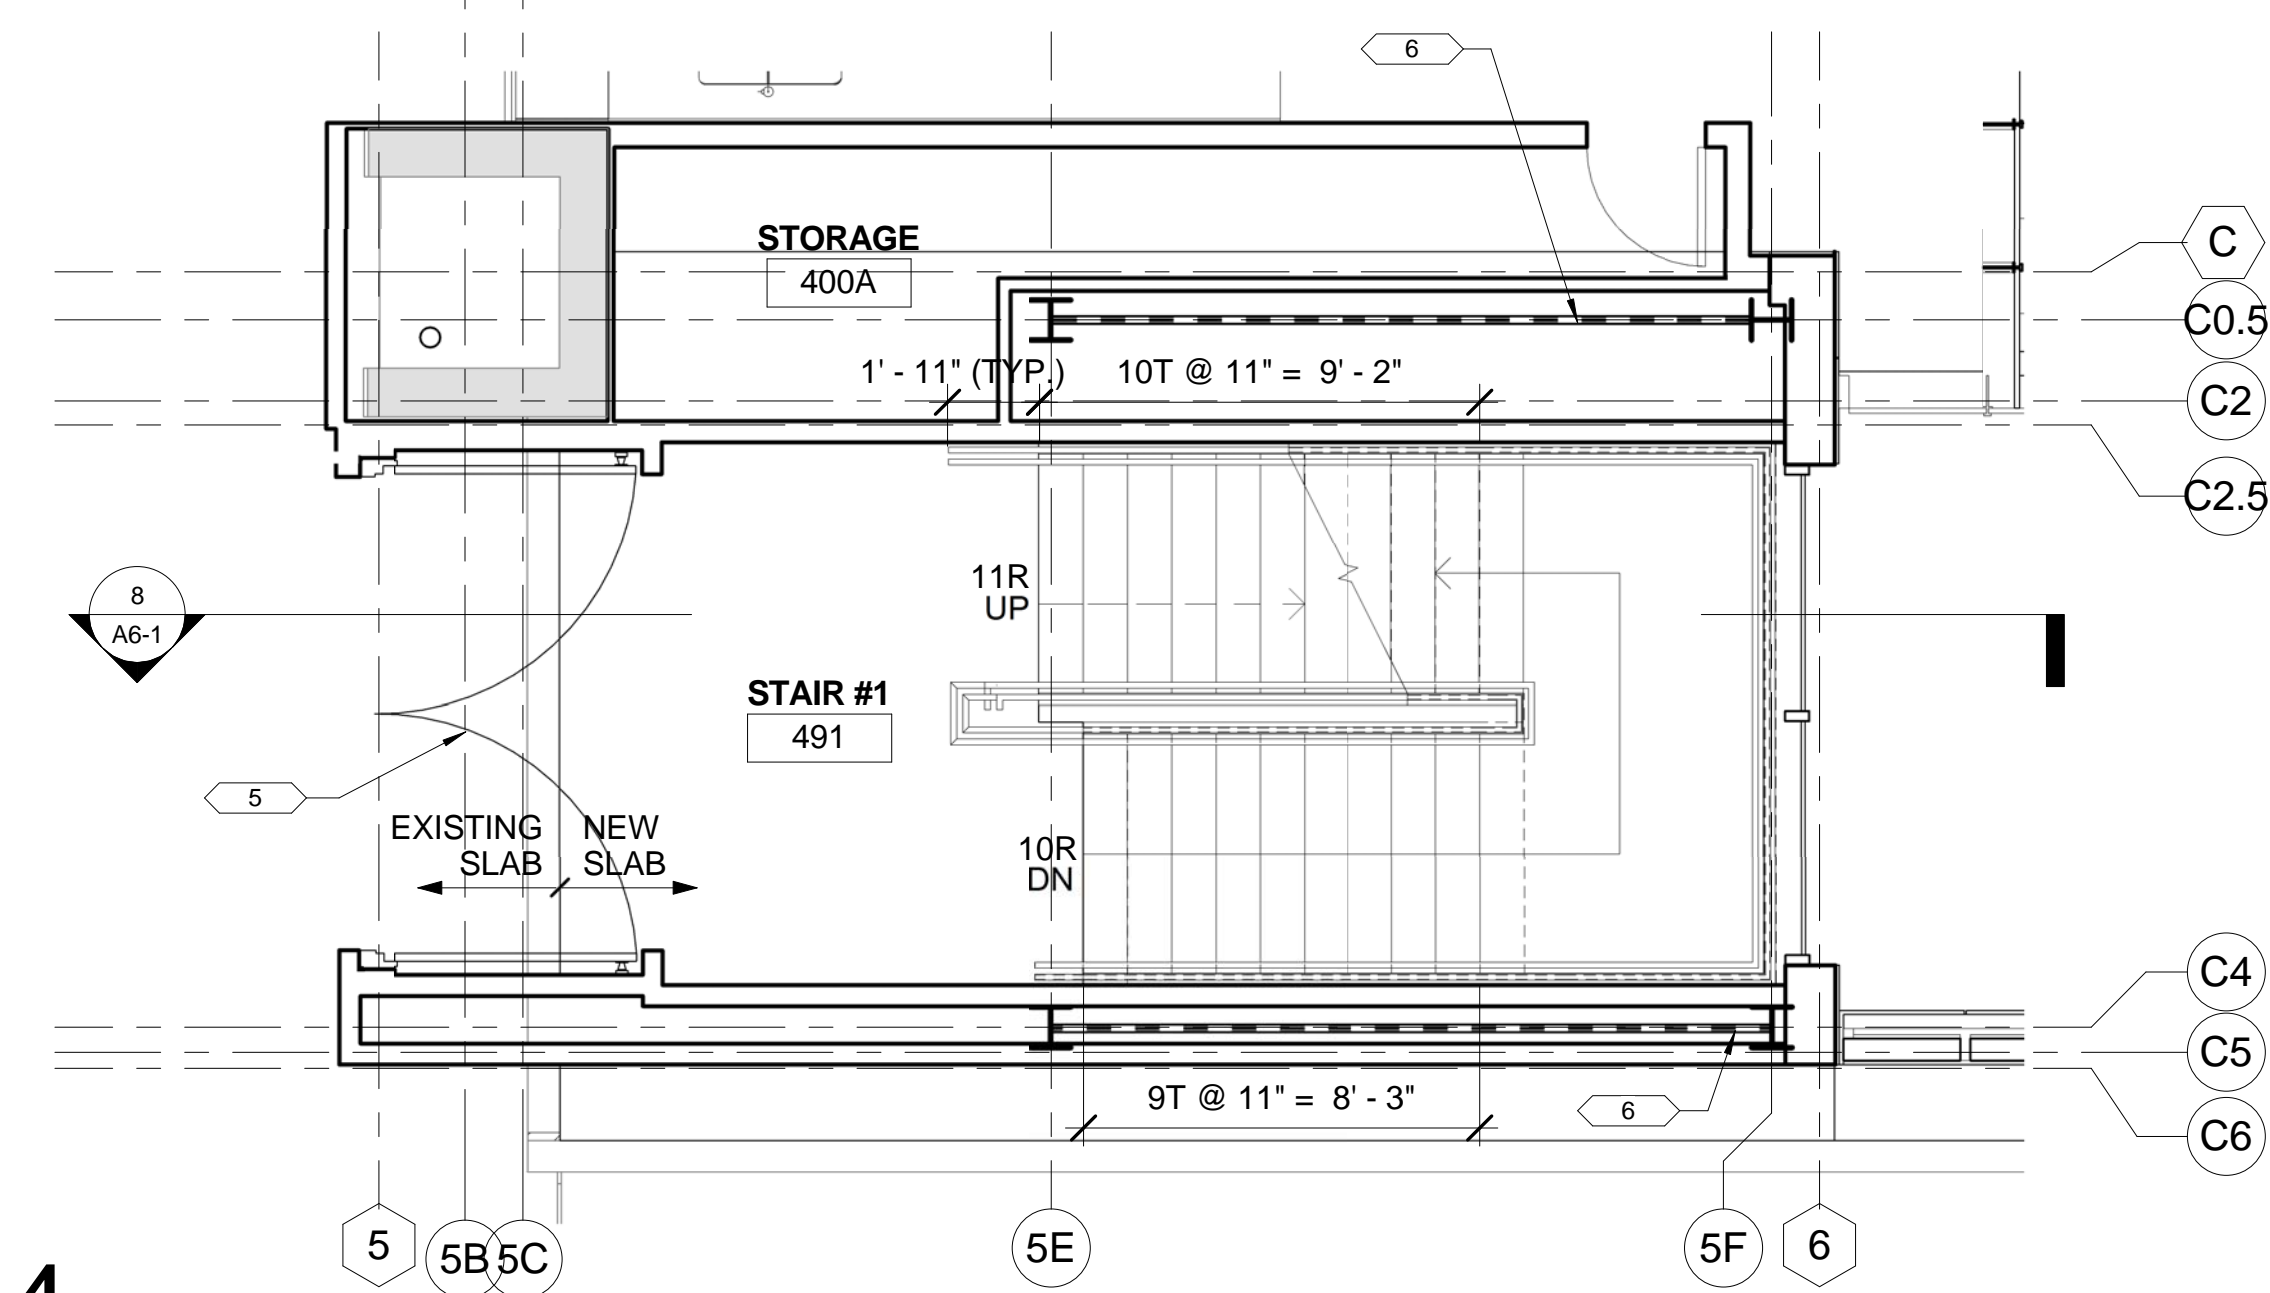 6
STORAGE
400A
C
C0.5
1' - 11" (TYP.)
10T @ 11" = 9' - 2"
C2
C2.5
8
A6-1
11R
UP
STAIR #1
491
5
EXISTING
SLAB
NEW
SLAB
10R
DN
C4
C5
9T @ 11" = 8' - 3"
6
C6
5
5B
5C
5E
5F
6